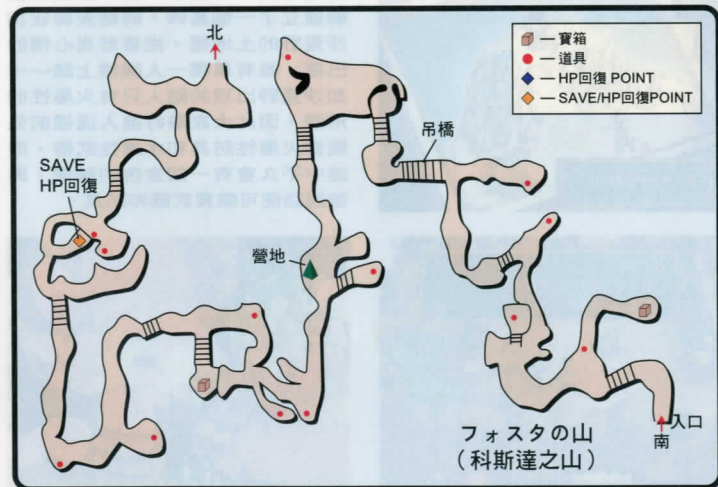 北
寶箱
道具
HP回復 POINT
SAVE/HP回復POINT
吊橋
SAVE
HP回復
營地
入口
南
フォスタの山
（科斯達之山）